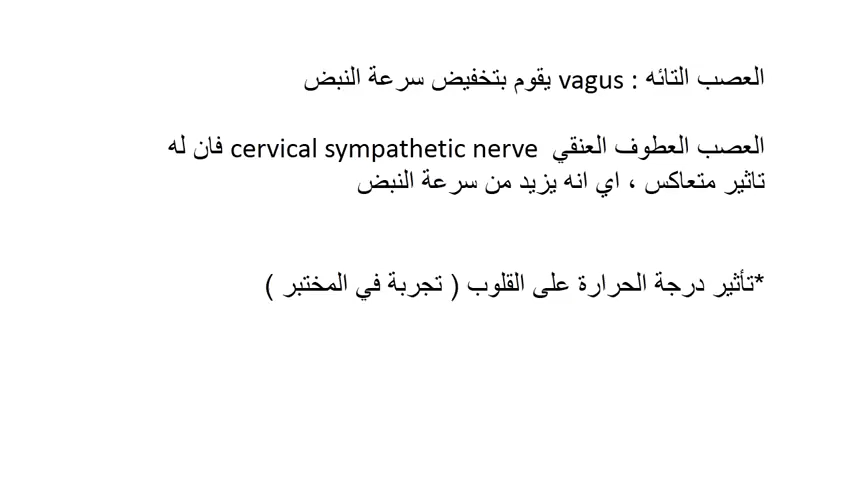 العصب التائه : vagus يقوم بتخفيض سرعة النبض
العصب العطوف العنقي cervical sympathetic nerve فان له
تاثير متعاكس ، اي انه يزيد من سرعة النبض
*تأثير درجة الحرارة على القلوب ( تجربة في المختبر )